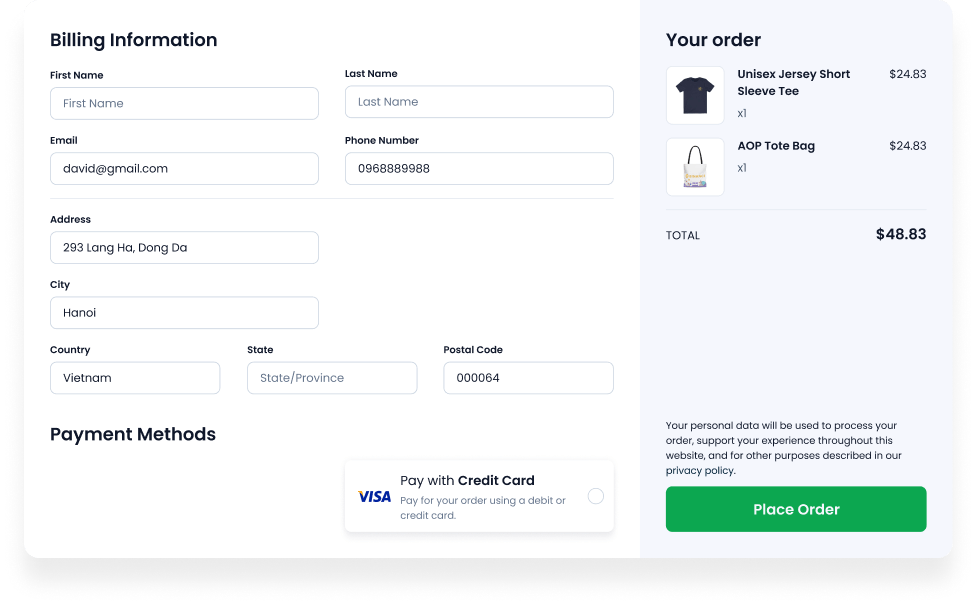 Billing Information
First Name
Last Name
First Name
Last Name
Email
Phone Number
david@gmail.com
0968889988
Address
293 Lang Ha, Dong Da
City
Hanoi
Country
State
Postal Code
Vietnam
State/Province
000064
Payment Methods
VISA
Pay with Credit Card
Pay for your order using a debit or
credit card.
Your order
Unisex Jersey Short
Sleeve Tee
$24.83
x1
AOP Tote Bag
$24.83
x1
TOTAL
$48.83
Your personal data will be used to process your
order, support your experience throughout this
website, and for other purposes described in our
privacy policy.
Place Order